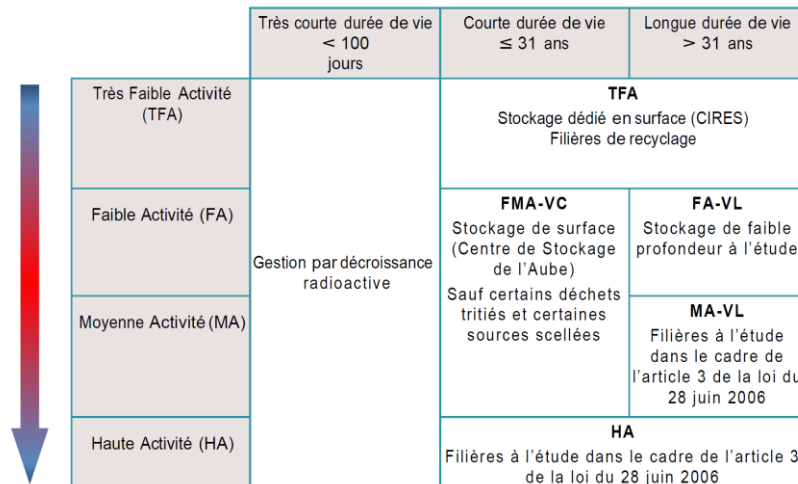 Très courte durée de vie
< 100
jours
Courte durée de vie
≤ 31 ans
Longue durée de vie
> 31 ans
Très Faible Activité
(TFA)
TFA
Stockage dédié en surface (CIRES)
Filières de recyclage
Faible Activité (FA)
Gestion par décroissance
radioactive
FMA-VC
Stockage de surface
(Centre de Stockage
de l'Aube)
Sauf certains déchets
tritiés et certaines
sources scellées
FA-VL
Stockage de faible
profondeur à l'étude
Moyenne Activité (MA)
MA-VL
Filières à l'étude
dans le cadre de
l'article 3 de la loi du
28 juin 2006
Haute Activité (HA)
HA
Filières à l'étude dans le cadre de l'article 3
de la loi du 28 juin 2006